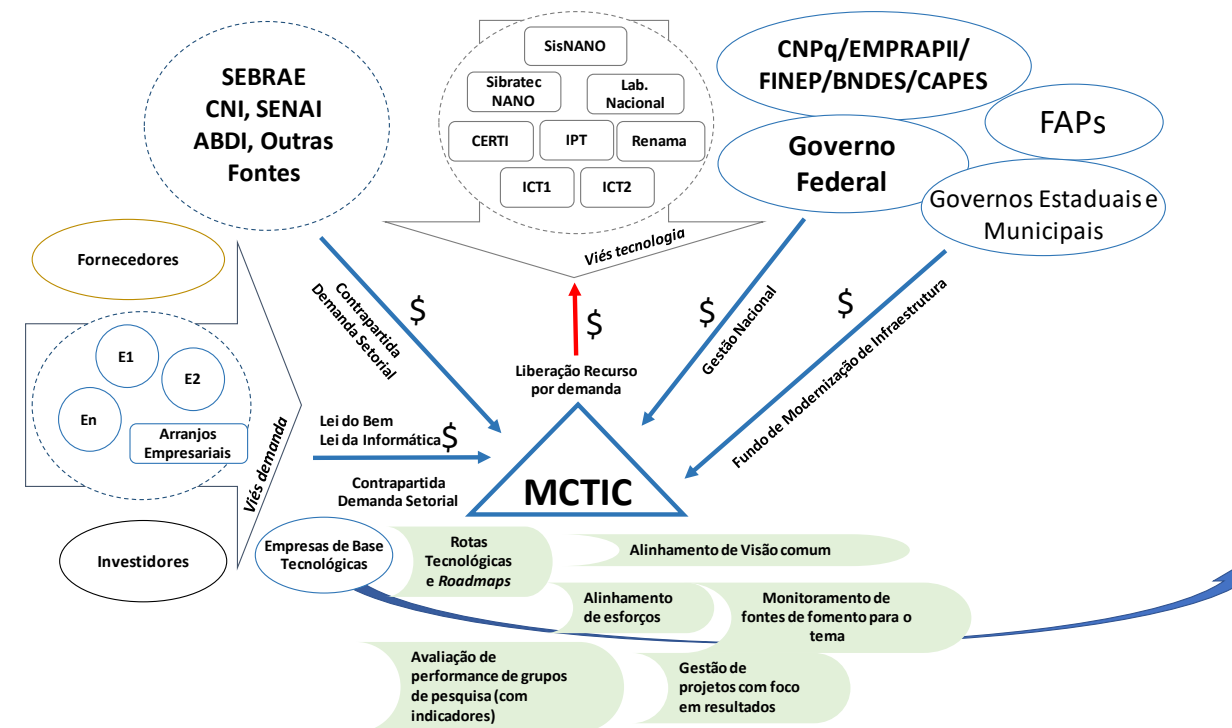 SEBRAE
CNI, SENAI
ABDI, Outras
Fontes
SisNANO
Sibratec
NANO
Lab.
Nacional
CERTI
IPT
Renama
ICT1
ICT2
Viés tecnologia
CNPq/EMPRAPII/
FINEP/BNDES/CAPES
FAPs
Governo
Federal
Governos Estaduais e
Municipais
Fornecedores
E1
E2
En
Arranjos
Empresariais
Viés demanda
Investidores
Contrapartida
Demanda Setorial
$
$
Liberação Recurso
por demanda
$
Gestão Nacional
$
Fundo de Modernização de Infraestrutura
Lei do Bem
Lei da Informática
$
Contrapartida
Demanda Setorial
MCTIC
Empresas de Base
Tecnológicas
Rotas
Tecnológicas
e Roadmaps
Alinhamento de Visão comum
Alinhamento
de esforços
Monitoramento de
fontes de fomento para o
tema
Avaliação de
performance de grupos
de pesquisa (com
indicadores)
Gestão de
projetos com foco
em resultados